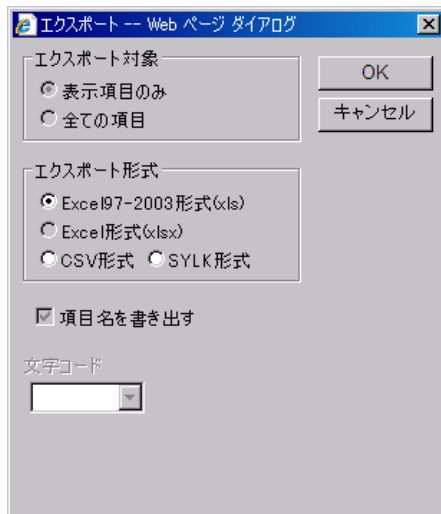 エクスポート -- Web ページ ダイアログ
エクスポート対象
表示項目のみ
全ての項目
OK
キャンセル
エクスポート形式
Excel97-2003形式(xls)
Excel形式(xlsx)
CSV形式 SYLK形式
項目名を書き出す
文字コード